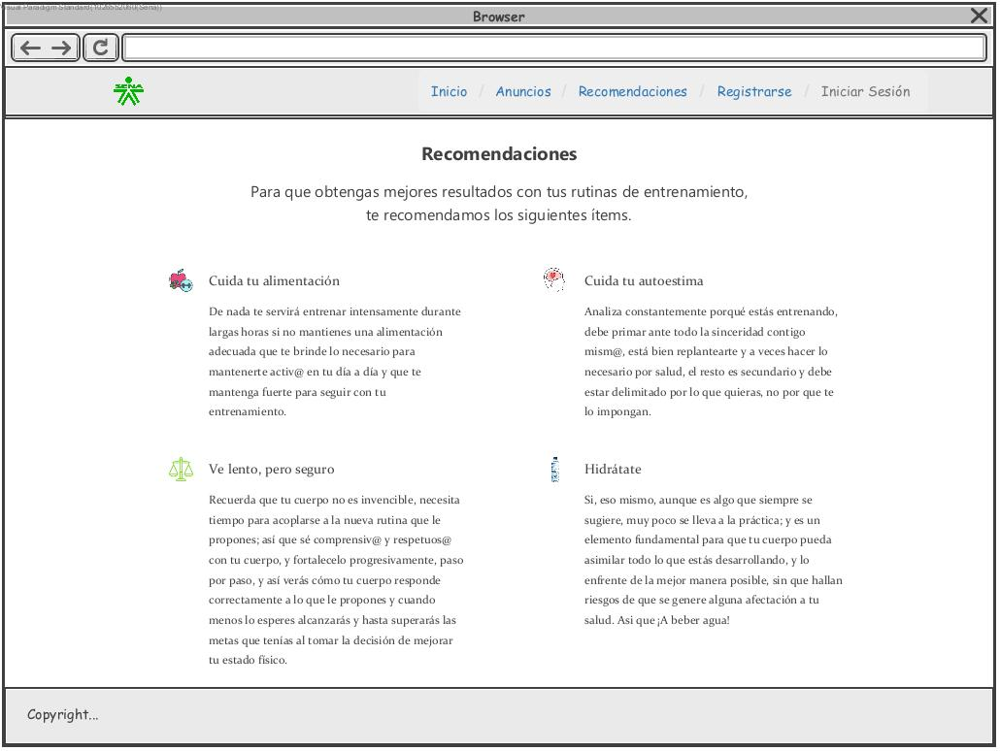 Visual Paradigm Standard(1026552060(Sena))
Browser
SENA
Inicio / Anuncios / Recomendaciones / Registrarse / Iniciar Sesión
Recomendaciones
Para que obtengas mejores resultados con tus rutinas de entrenamiento,
te recomendamos los siguientes ítems.
Cuida tu alimentación
De nada te servirá entrenar intensamente durante
largas horas si no mantienes una alimentación
adecuada que te brinde lo necesario para
mantenerte activ@ en tu día a día y que te
mantenga fuerte para seguir con tu
entrenamiento.
Cuida tu autoestima
Analiza constantemente porqué estás entrenando,
debe primar ante todo la sinceridad contigo
mism@, está bien replantearte y a veces hacer lo
necesario por salud, el resto es secundario y debe
estar delimitado por lo que quieras, no por que te
lo impongan.
Ve lento, pero seguro
Recuerda que tu cuerpo no es invencible, necesita
tiempo para acoplarse a la nueva rutina que le
propones; así que sé comprensiv@ y respetuos@
con tu cuerpo, y fortalecelo progresivamente, paso
por paso, y así verás cómo tu cuerpo responde
correctamente a lo que le propones y cuando
menos lo esperes alcanzarás y hasta superarás las
metas que tenías al tomar la decisión de mejorar
tu estado físico.
Hidrátate
Si, eso mismo, aunque es algo que siempre se
sugiere, muy poco se lleva a la práctica; y es un
elemento fundamental para que tu cuerpo pueda
asimilar todo lo que estás desarrollando, y lo
enfrente de la mejor manera posible, sin que hallan
riesgos de que se genere alguna afectación a tu
salud. Asi que ¡A beber agua!
Copyright...